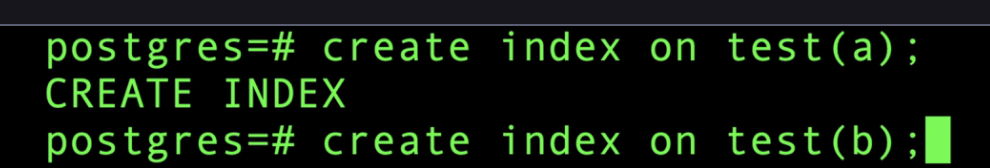 postgres=# create index on test(a);
CREATE INDEX
postgres=# create index on test(b);